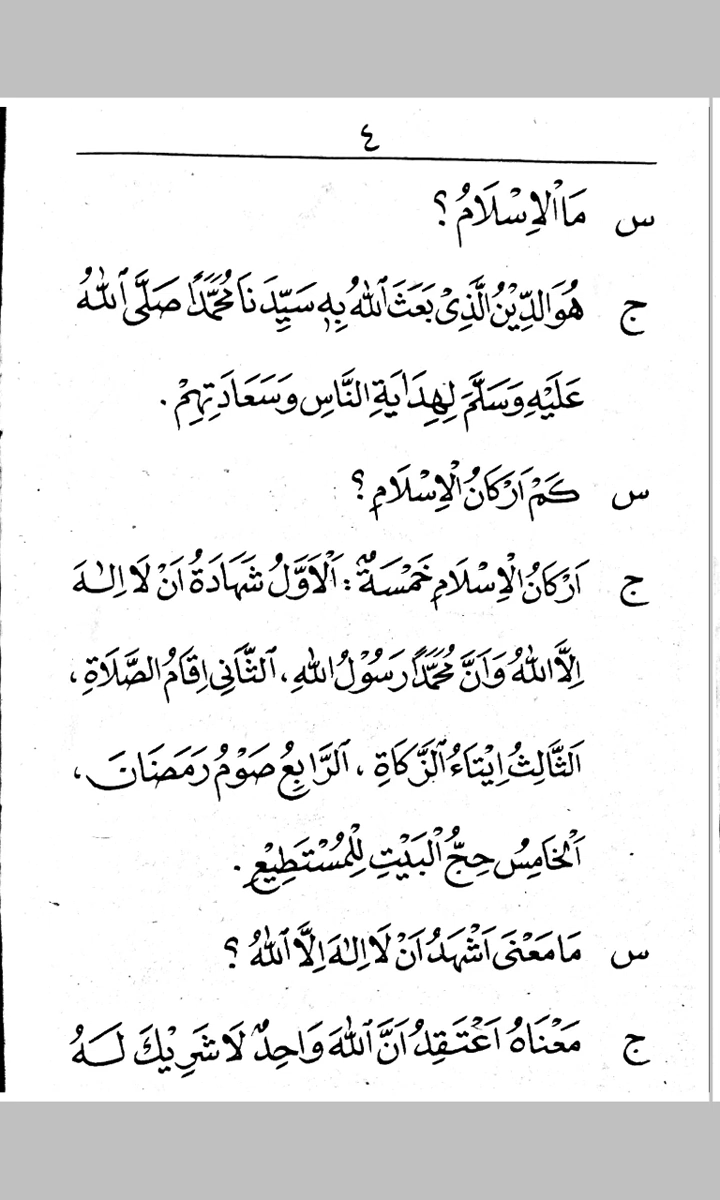 ٤
س مَا الْاِسْلَامُ ؟
ج هُوَ الدِّيْنُ الَّذِىْ بَعَثَ اللّٰهُ بِهٖ سَيِّدَنَا مُحَمَّدًا صَلَّى اللّٰهُ
عَلَيْهِ وَسَلَّمَ لِهِدَايَةِ النَّاسِ وَسَعَادَتِهِمْ .
س كَمْ اَرْكَانُ الْاِسْلَامِ ؟
ج اَرْكَانُ الْاِسْلَامِ خَمْسَةٌ : اَلْاَوَّلُ شَهَادَةُ اَنْ لَا اِلٰهَ
اِلَّا اللّٰهُ وَاَنَّ مُحَمَّدًا رَسُوْلُ اللّٰهِ ، اَلثَّانِى اِقَامُ الصَّلَاةِ ،
اَلثَّالِثُ اِيْتَاءُ الزَّكَاةِ ، اَلرَّابِعُ صَوْمُ رَمَضَانَ ،
اَلْخَامِسُ حِجُّ الْبَيْتِ لِلْمُسْتَطِيْعِ .
س مَا مَعْنَى اَشْهَدُ اَنْ لَا اِلٰهَ اِلَّا اللّٰهُ ؟
ج مَعْنَاهُ اَعْتَقِدُ اَنَّ اللّٰهَ وَاحِدٌ لَا شَرِيْكَ لَهُ